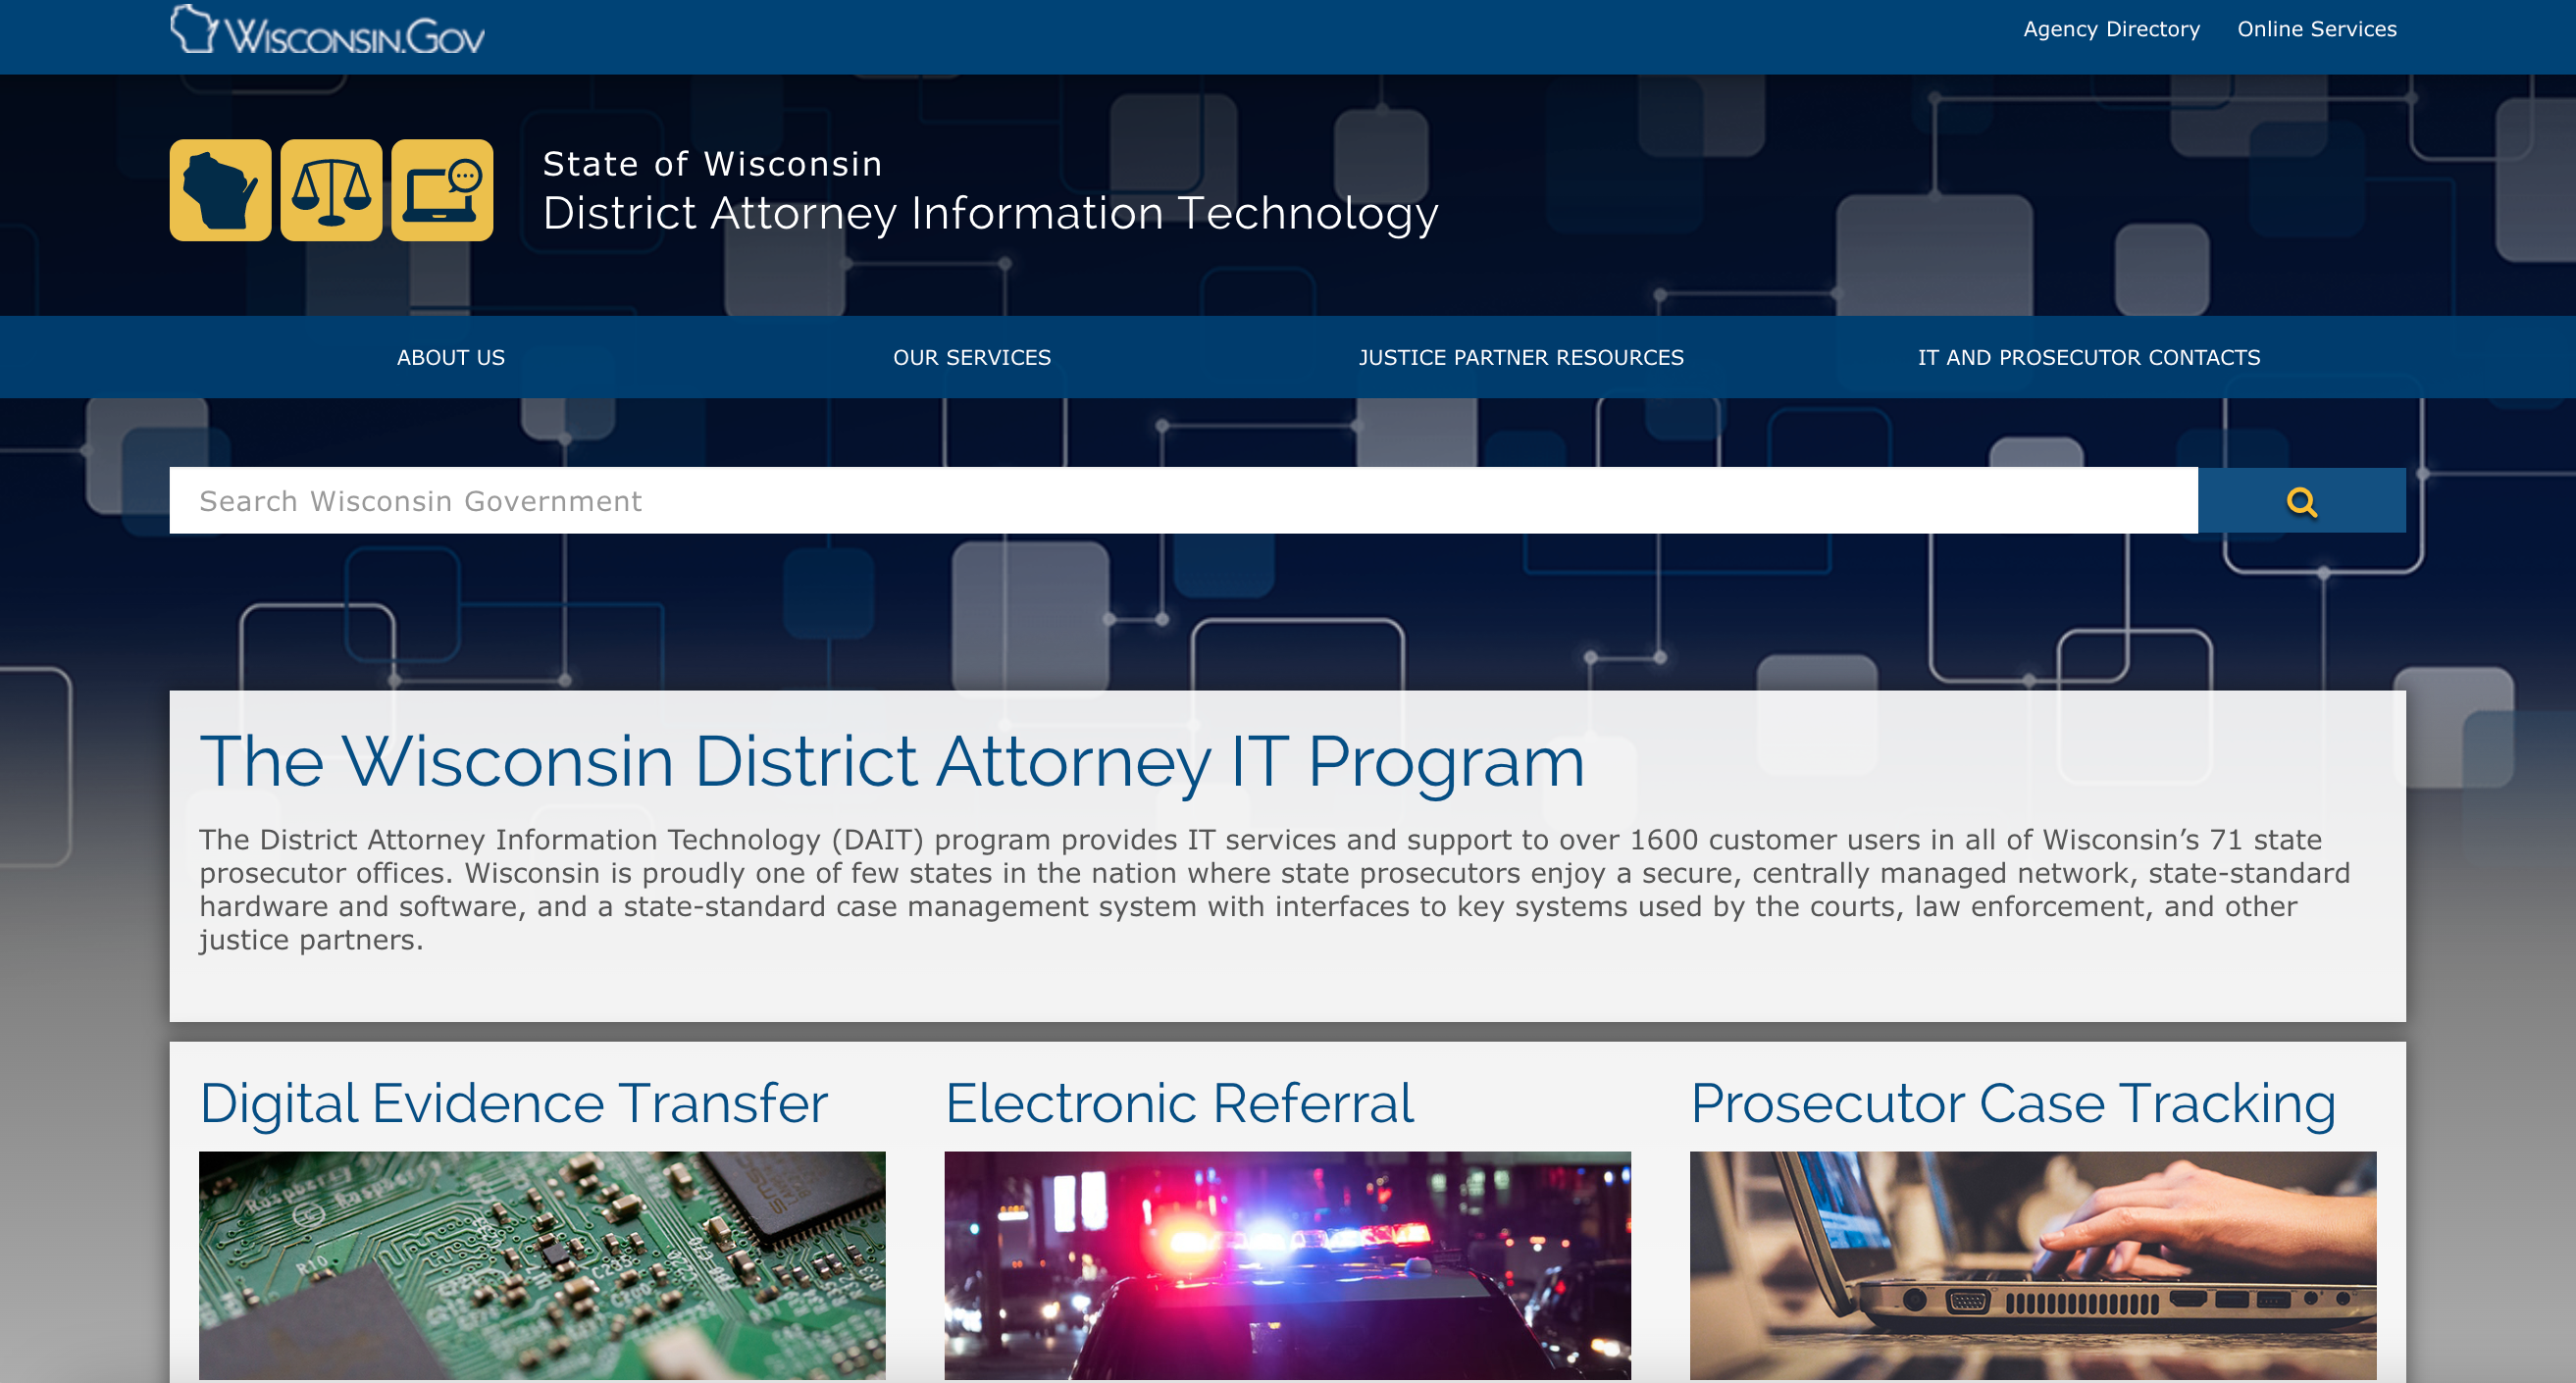 WISCONSIN.GOV
Agency Directory
Online Services
State of Wisconsin
District Attorney Information Technology
ABOUT US
OUR SERVICES
JUSTICE PARTNER RESOURCES
IT AND PROSECUTOR CONTACTS
Search Wisconsin Government
The Wisconsin District Attorney IT Program
The District Attorney Information Technology (DAIT) program provides IT services and support to over 1600 customer users in all of Wisconsin’s 71 state
prosecutor offices. Wisconsin is proudly one of few states in the nation where state prosecutors enjoy a secure, centrally managed network, state-standard
hardware and software, and a state-standard case management system with interfaces to key systems used by the courts, law enforcement, and other
justice partners.
Digital Evidence Transfer
Electronic Referral
Prosecutor Case Tracking
R10
C235